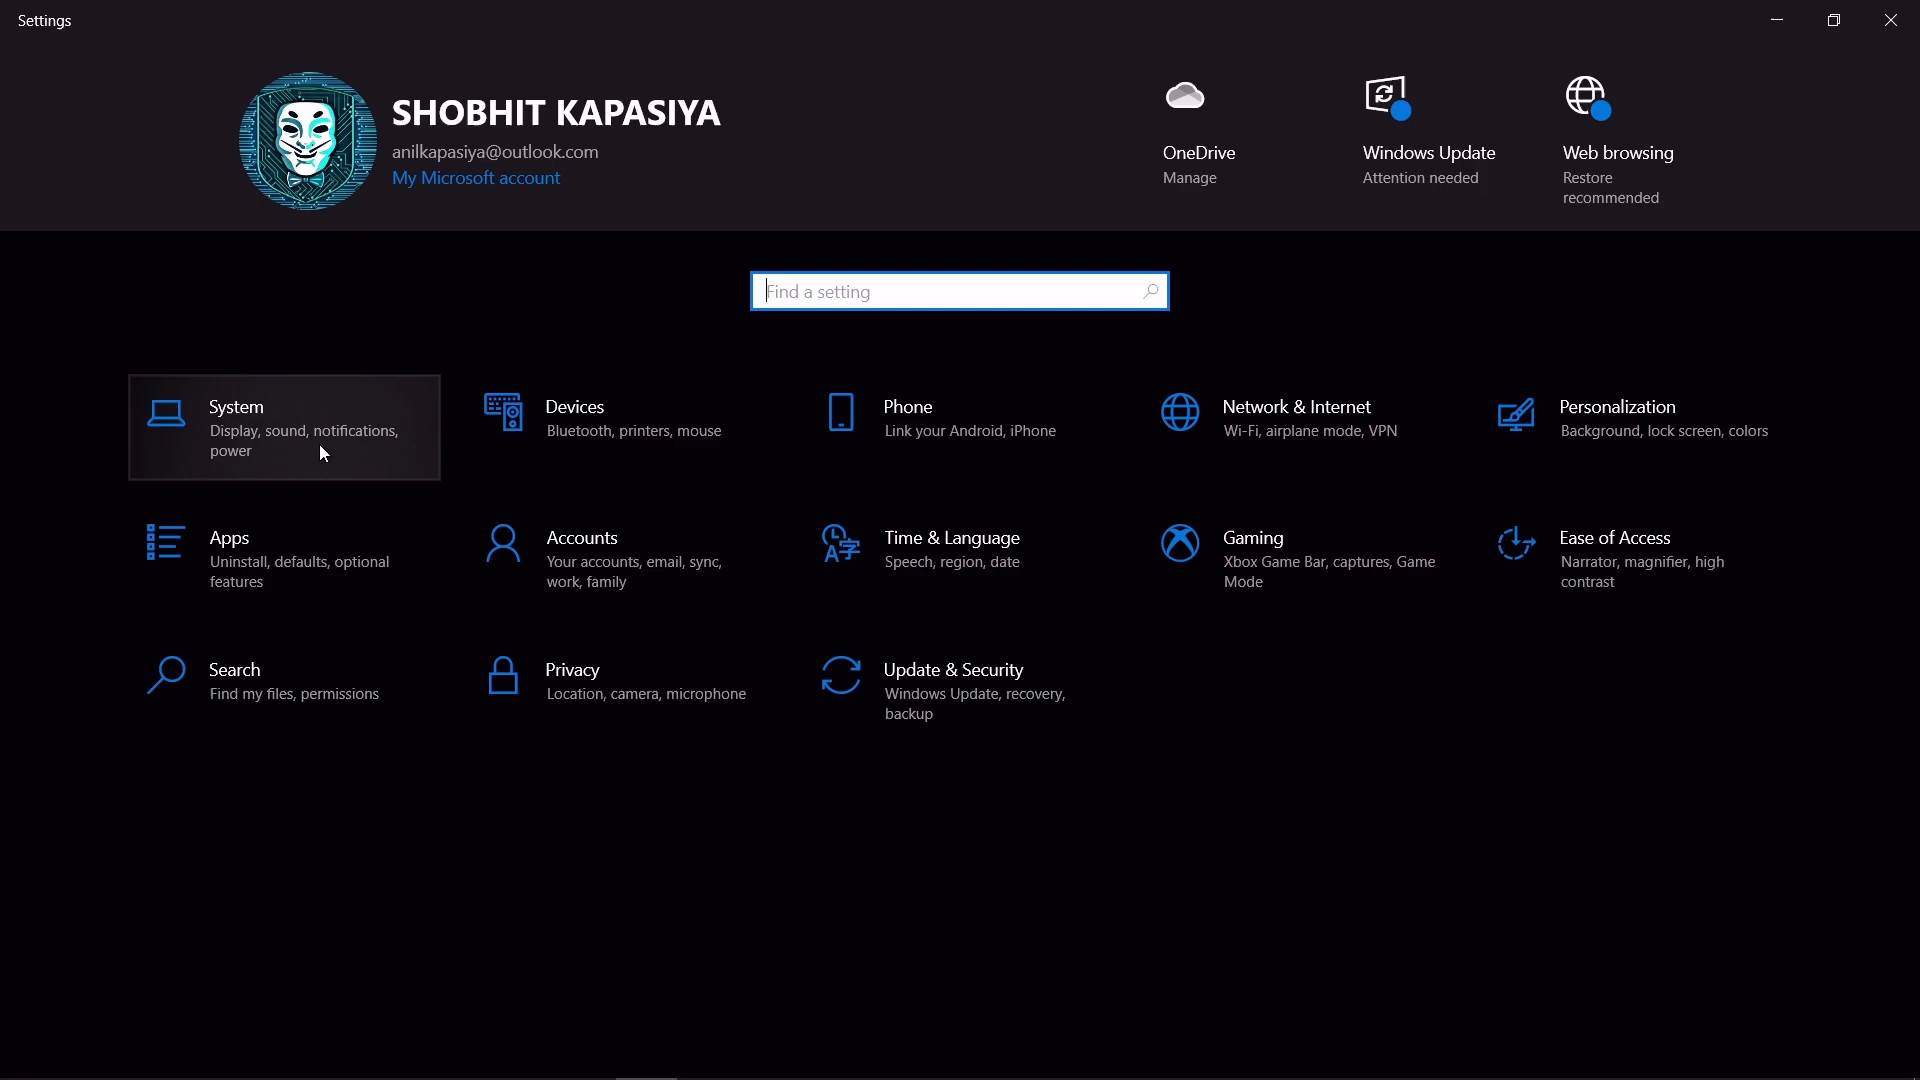 Settings
SHOBHIT KAPASIYA
anilkapasiya@outlook.com
My Microsoft account
OneDrive
Manage
Windows Update
Attention needed
Web browsing
Restore
recommended
Find a setting
System
Display, sound, notifications,
power
Devices
Bluetooth, printers, mouse
Phone
Link your Android, iPhone
Network & Internet
Wi-Fi, airplane mode, VPN
Personalization
Background, lock screen, colors
Apps
Uninstall, defaults, optional
features
Accounts
Your accounts, email, sync,
work, family
Time & Language
Speech, region, date
Gaming
Xbox Game Bar, captures, Game
Mode
Ease of Access
Narrator, magnifier, high
contrast
Search
Find my files, permissions
Privacy
Location, camera, microphone
Update & Security
Windows Update, recovery,
backup